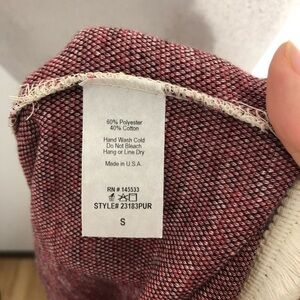 60% Polyester
40% Cotton
Hand Wash Cold
Do Not Bleach
Hang or Line Dry
Made in U.S.A.
RN # 145533
STYLE# 23183PUR
S